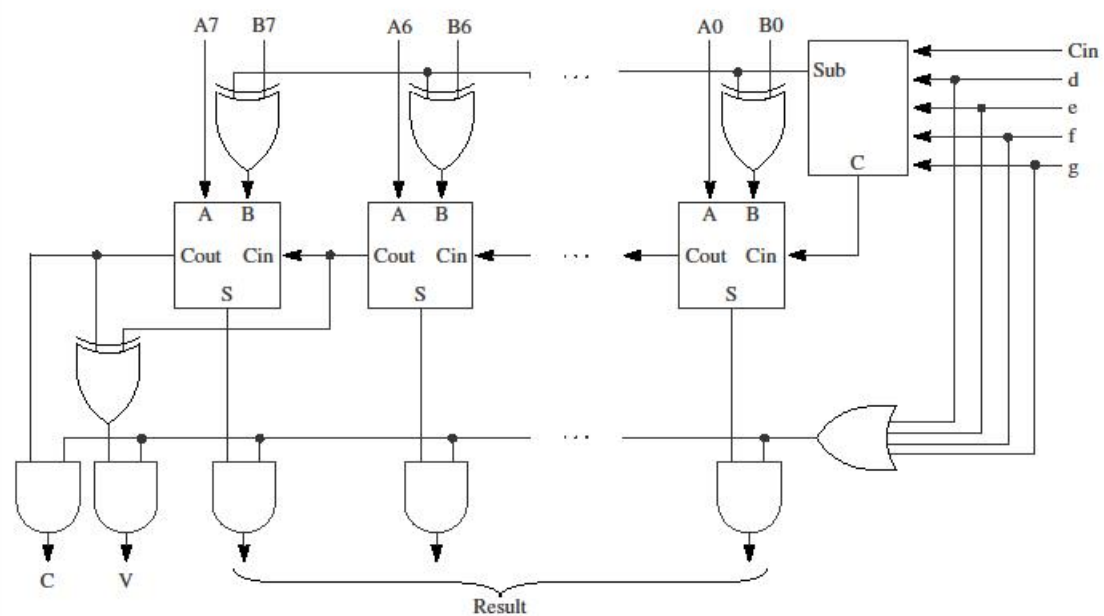 A7 B7 A6 B6 A0 B0
Cin
Sub
d
e
f
C
g
A B A B A B
Cout Cin Cout Cin ... Cout Cin
S S S
...
...
C V
Result